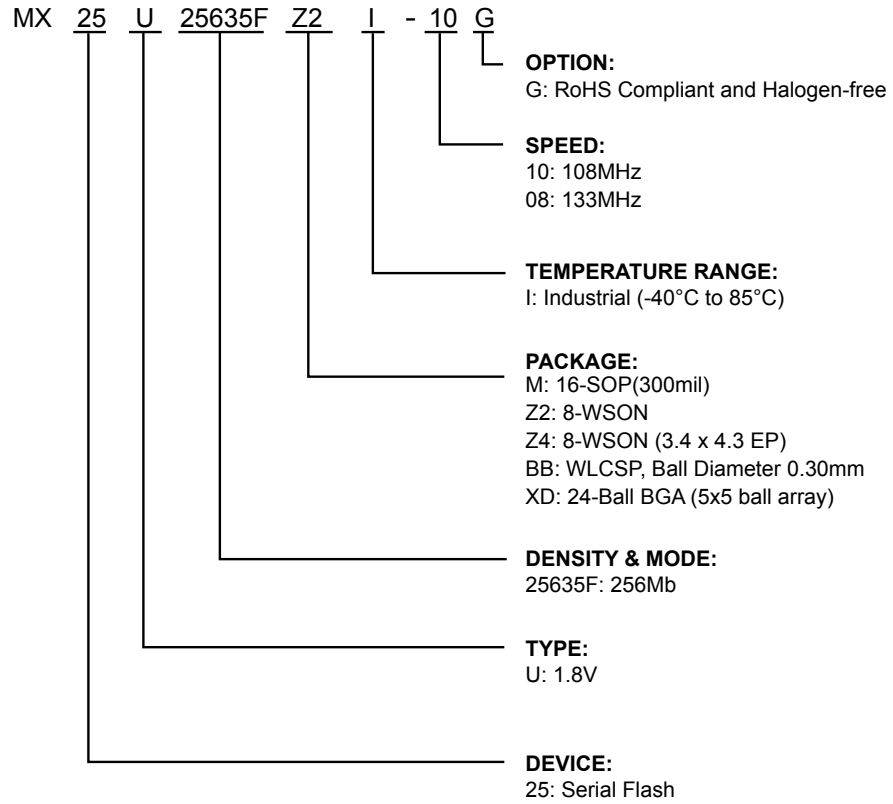 MX 25 U 25635F Z2 I - 10 G
OPTION:
G: RoHS Compliant and Halogen-free
SPEED:
10: 108MHz
08: 133MHz
TEMPERATURE RANGE:
I: Industrial (-40°C to 85°C)
PACKAGE:
M: 16-SOP(300mil)
Z2: 8-WSON
Z4: 8-WSON (3.4 x 4.3 EP)
BB: WLCSP, Ball Diameter 0.30mm
XD: 24-Ball BGA (5x5 ball array)
DENSITY & MODE:
25635F: 256Mb
TYPE:
U: 1.8V
DEVICE:
25: Serial Flash